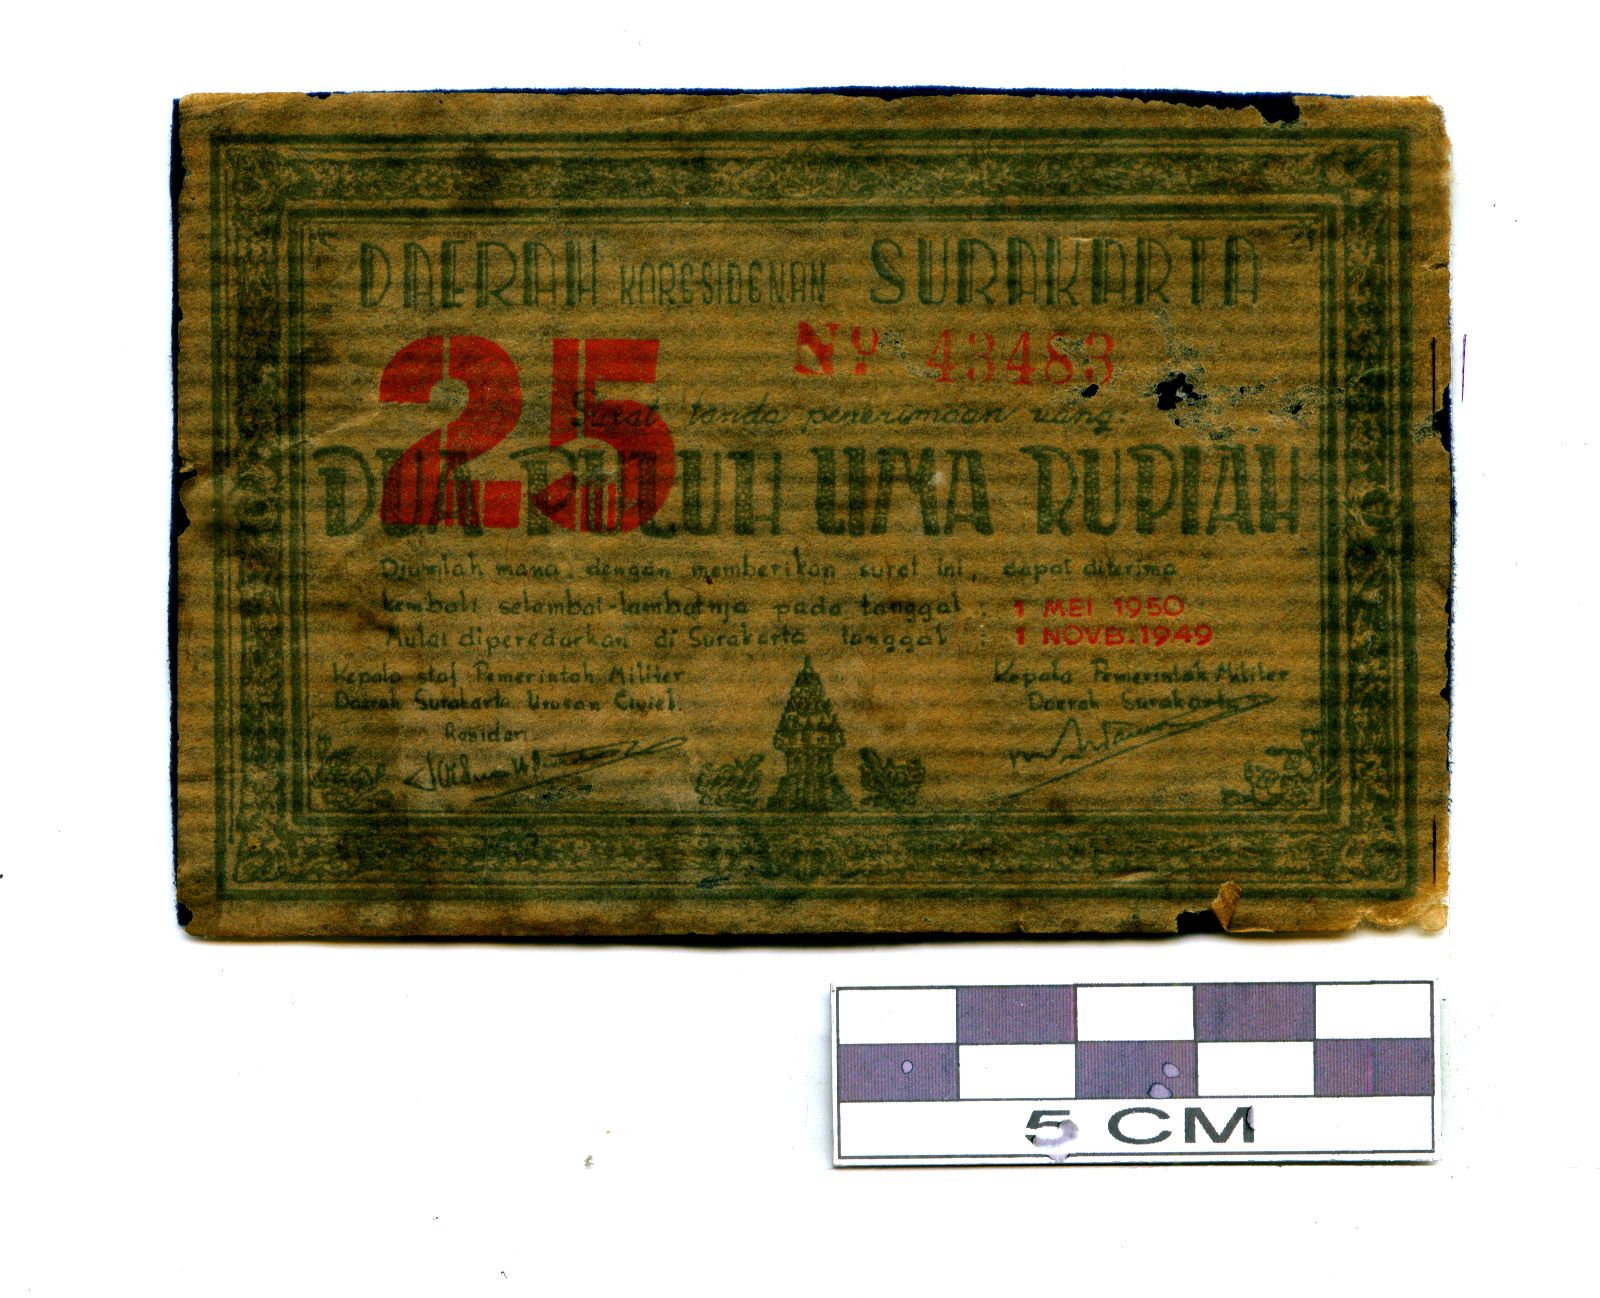 DAERAH KARESIDENAN SURAKARTA
25
No. 43483
Surat tanda penerimaan uang:
DUA PULUH LIMA RUPIAH
Djumlah mana, dengan memberikan surat ini, dapat diterima
kembali selambat-lambatnja pada tanggal : 1 MEI 1950
Mulai diperedarkan di Surakarta tanggal : 1 NOVB. 1949
Kepala staf Pemerintah Militer
Daerah Surakarta Urusan Civiel.
Residen
Kepala Pemerintah Militer
Daerah Surakarta
5 CM